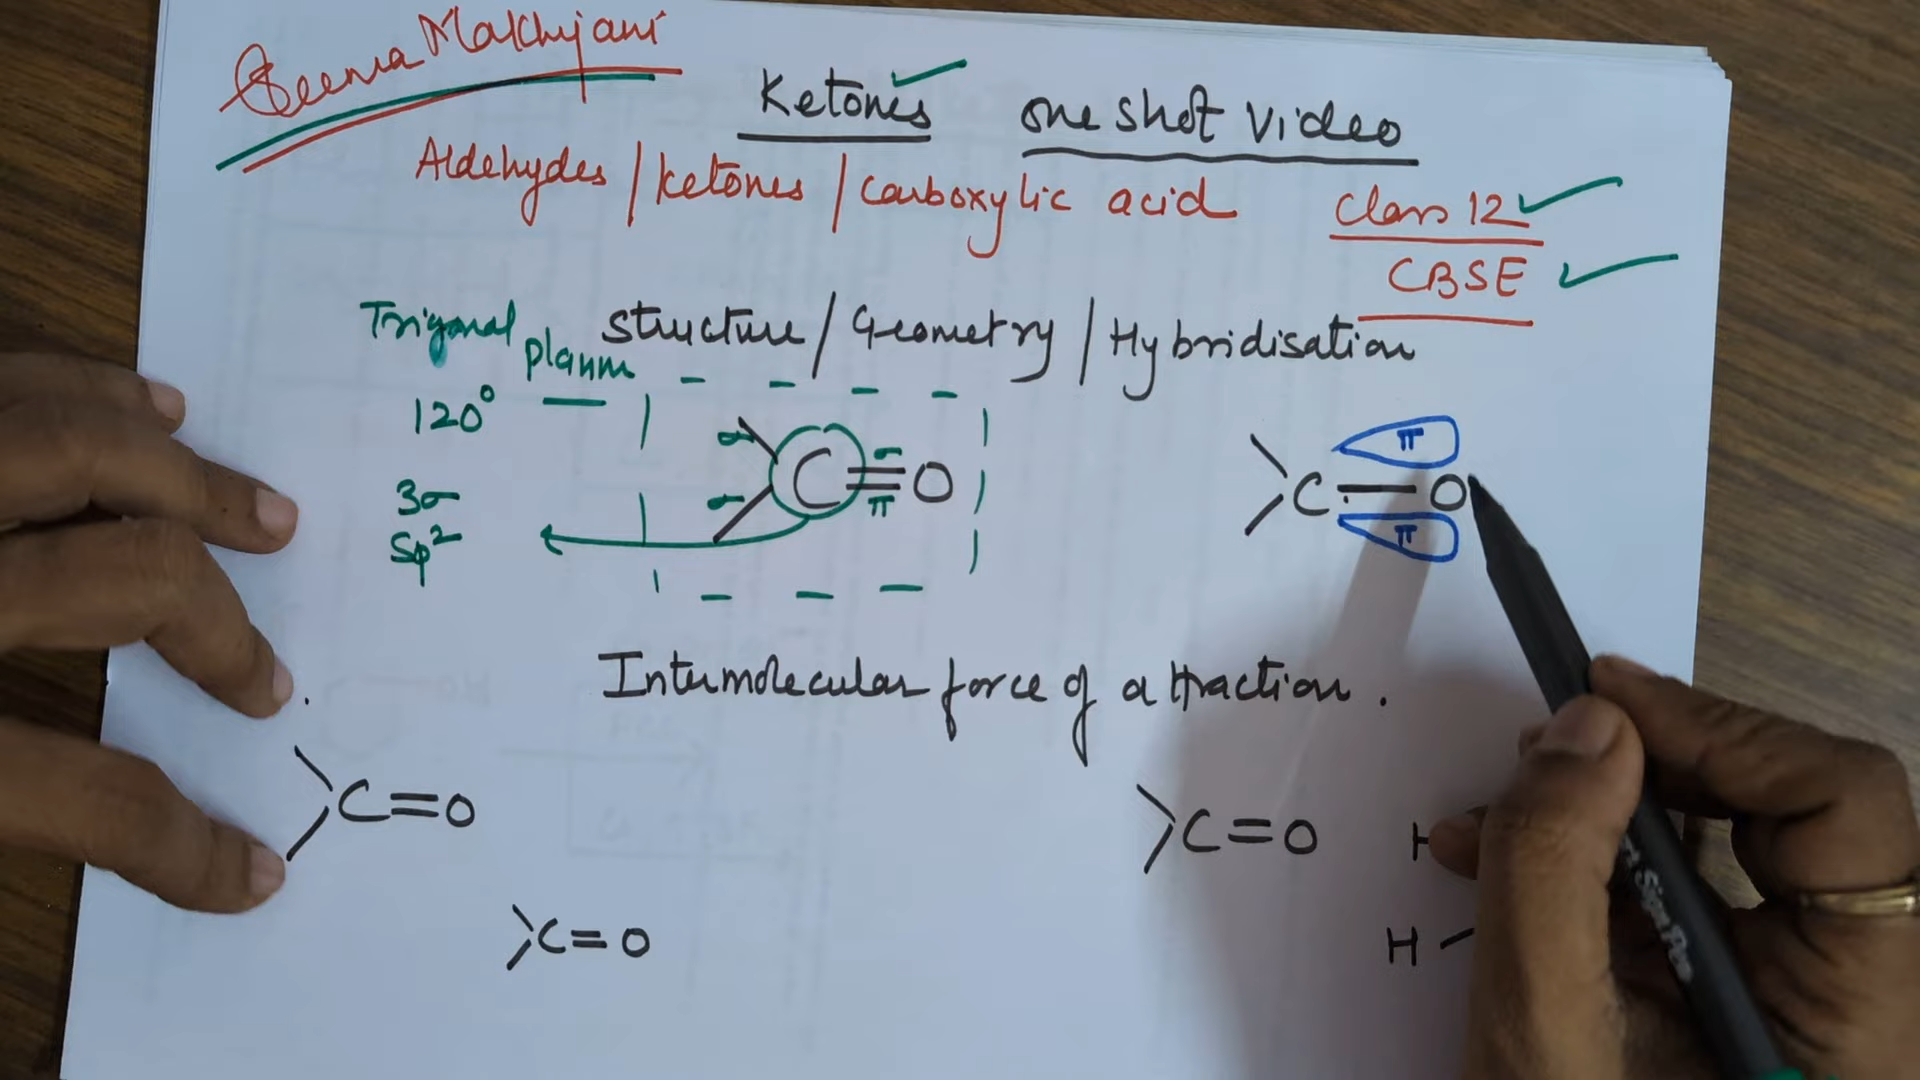 Seema Makhijani
Ketones one shot Video
Aldehydes / ketones / carboxylic acid
Class 12
CBSE
Trigonal planar
Structure / Geometry / Hybridisation
120°
3σ
sp²
σ σ C = O σ π
C = O π π
Intermolecular force of attraction.
C = O
C = O H
C = O
H